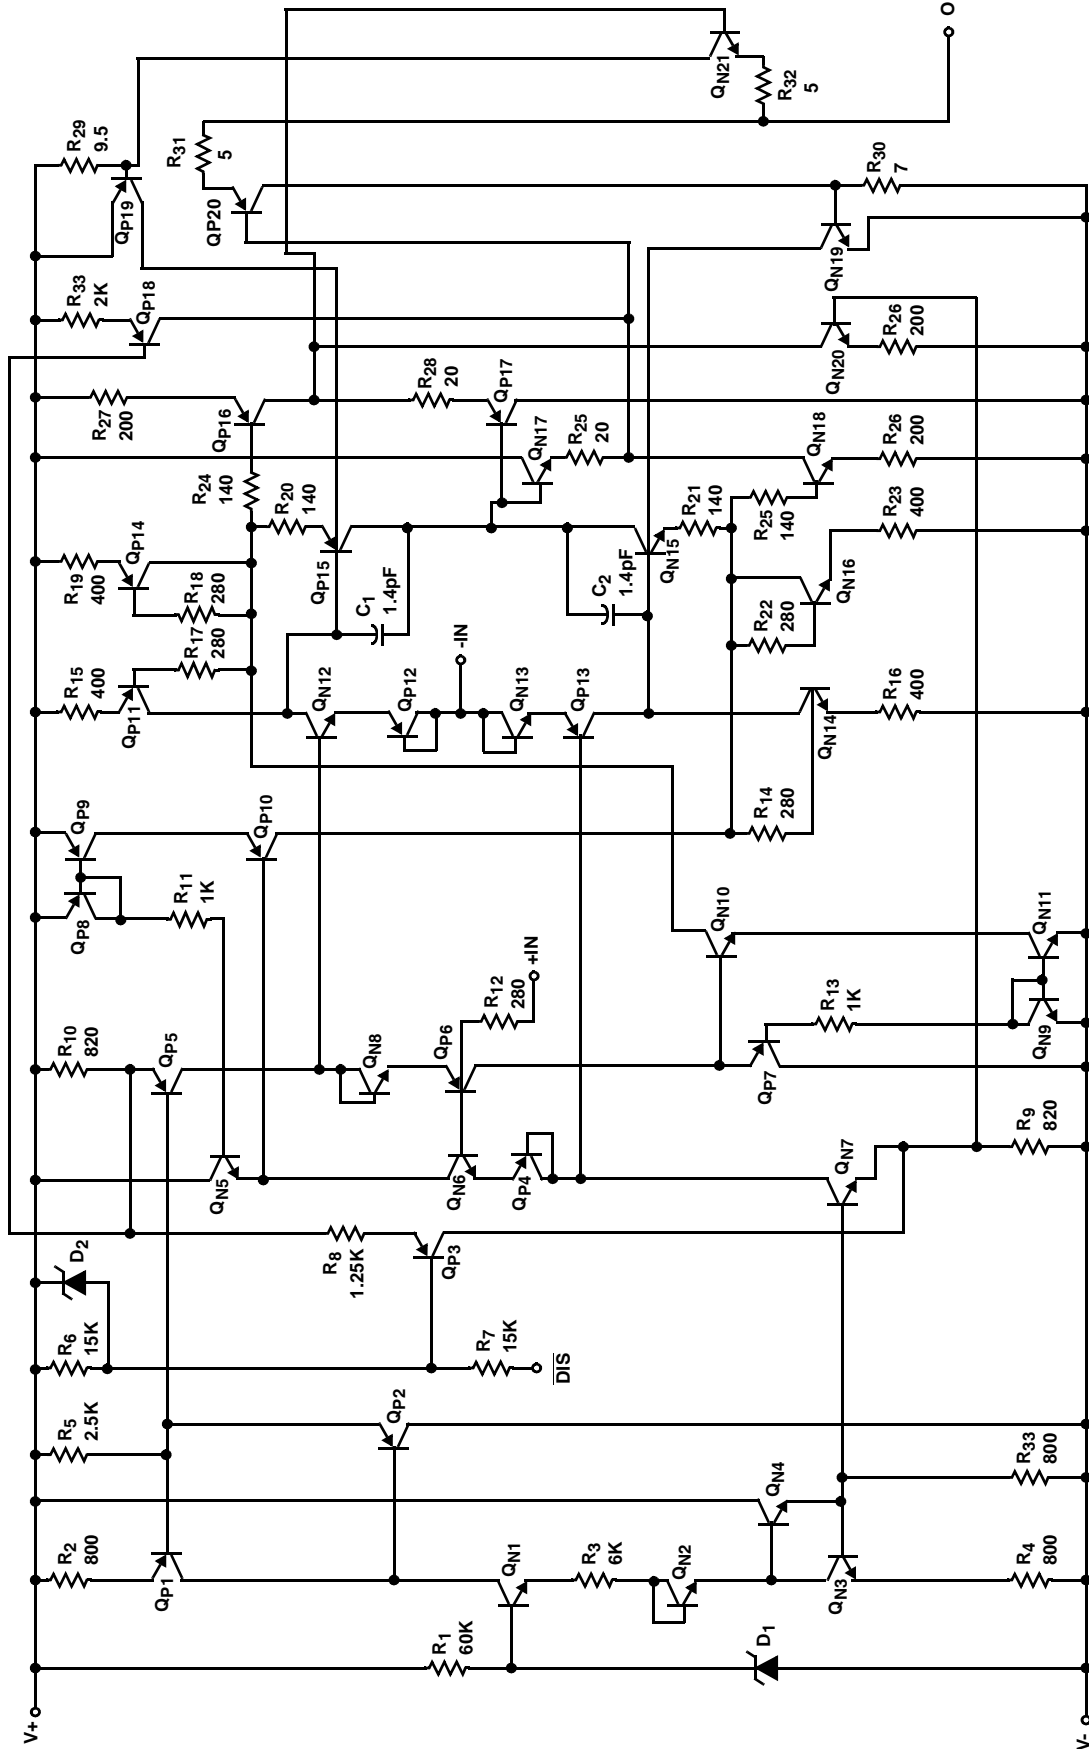 V+
R1
60K
D1
R2
800
QP1
QN1
R3
6K
QN2
QN3
R4
800
QN4
R33
800
R5
2.5K
QP2
R6
15K
D2
R7
15K
DIS
R8
1.25K
QP3
QN5
QN6
QP4
QN7
R9
820
R10
820
QP5
QN8
QP6
R12
280
+IN
QP7
R13
1K
QN9
QN10
QN11
QP8
QP9
R11
1K
QP10
R14
280
R15
400
QP11
R17
280
R18
280
R19
400
QP14
QN12
QP12
-IN
QN13
QP13
QN14
R16
400
C1
1.4pF
C2
1.4pF
QP15
R20
140
R24
140
QN15
R21
140
R22
280
QN16
R23
400
R25
140
QN18
R26
200
R27
200
QP16
R28
20
QP17
QN17
R25
20
R33
2K
QP18
QN20
R26
200
QP19
R29
9.5
QP20
R31
5
QN19
R30
7
QN21
R32
5
O
V-